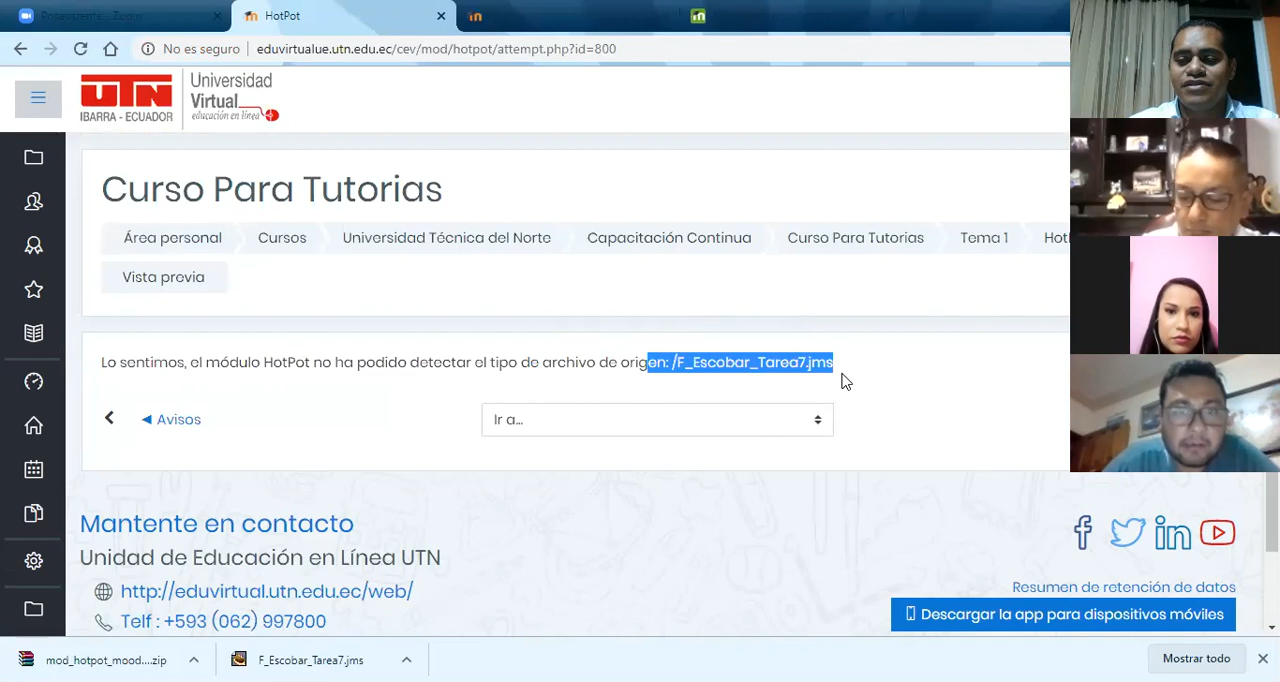 HotPot
No es seguro
eduvirtualue.utn.edu.ec/cev/mod/hotpot/attempt.php?id=800
UTN
IBARRA - ECUADOR
Universidad
Virtual
educación en línea
Curso Para Tutorias
Área personal
Cursos
Universidad Técnica del Norte
Capacitación Continua
Curso Para Tutorias
Tema 1
Vista previa
Lo sentimos, el módulo HotPot no ha podido detectar el tipo de archivo de origen: /F_Escobar_Tarea7.jms
◄ Avisos
Ir a...
Mantente en contacto
Unidad de Educación en Línea UTN
http://eduvirtual.utn.edu.ec/web/
Telf : +593 (062) 997800
Resumen de retención de datos
Descargar la app para dispositivos móviles
mod_hotpot_mood....zip
F_Escobar_Tarea7.jms
Mostrar todo